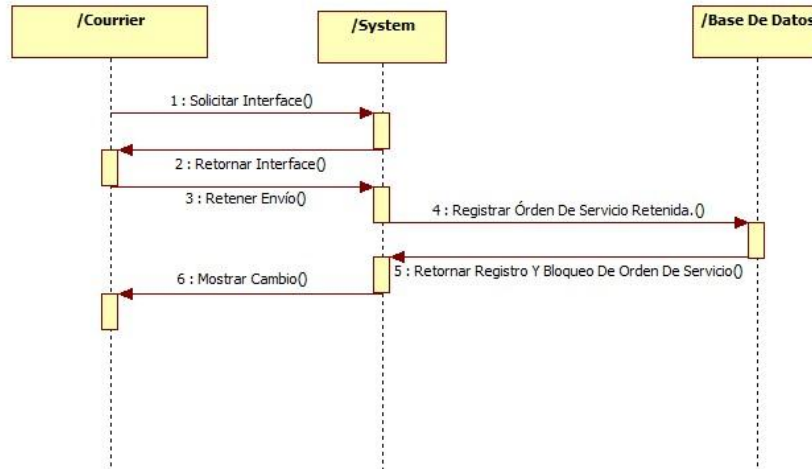 /Courrier
/System
/Base De Datos
1 : Solicitar Interface()
2 : Retornar Interface()
3 : Retener Envío()
4 : Registrar Órden De Servicio Retenida.()
5 : Retornar Registro Y Bloqueo De Orden De Servicio()
6 : Mostrar Cambio()